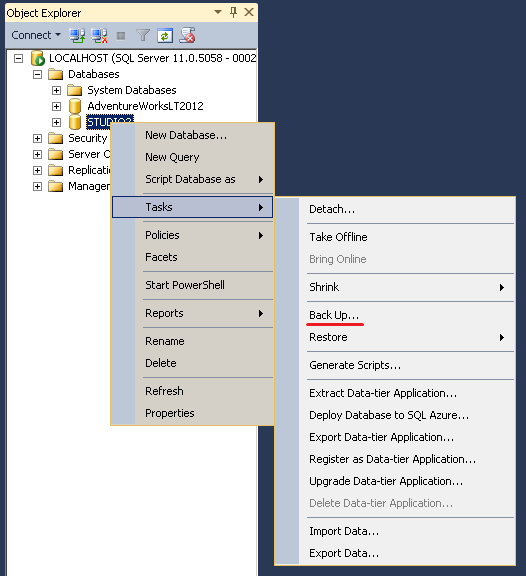 Object Explorer
Connect
LOCALHOST (SQL Server 11.0.5058 - 0002
Databases
System Databases
AdventureWorksLT2012
Security
Server O
Replicatio
Managem
New Database...
New Query
Script Database as
Tasks
Policies
Facets
Start PowerShell
Reports
Rename
Delete
Refresh
Properties
Detach...
Take Offline
Bring Online
Shrink
Back Up...
Restore
Generate Scripts...
Extract Data-tier Application...
Deploy Database to SQL Azure...
Export Data-tier Application...
Register as Data-tier Application...
Upgrade Data-tier Application...
Delete Data-tier Application...
Import Data...
Export Data...